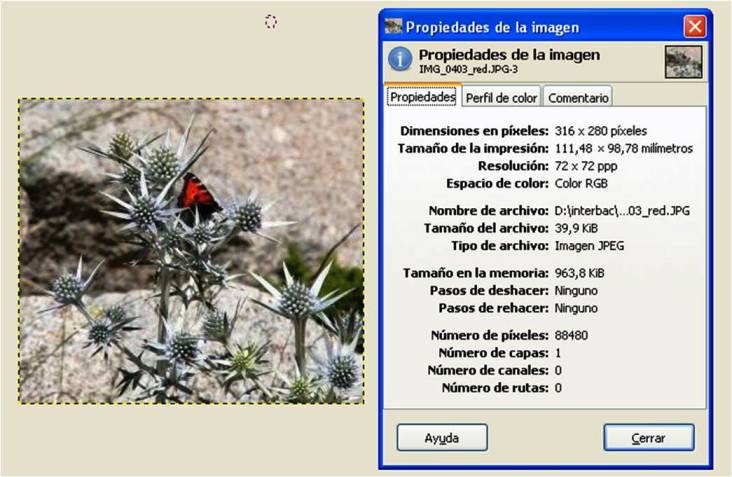 Propiedades de la imagen
Propiedades de la imagen
IMG_0403_red.JPG-3
Propiedades Perfil de color Comentario
Dimensiones en píxeles: 316 × 280 píxeles
Tamaño de la impresión: 111,48 × 98,78 milímetros
Resolución: 72 x 72 ppp
Espacio de color: Color RGB
Nombre de archivo: D:\interbac\...03_red.JPG
Tamaño del archivo: 39,9 KiB
Tipo de archivo: Imagen JPEG
Tamaño en la memoria: 963,8 KiB
Pasos de deshacer: Ninguno
Pasos de rehacer: Ninguno
Número de píxeles: 88480
Número de capas: 1
Número de canales: 0
Número de rutas: 0
Ayuda Cerrar